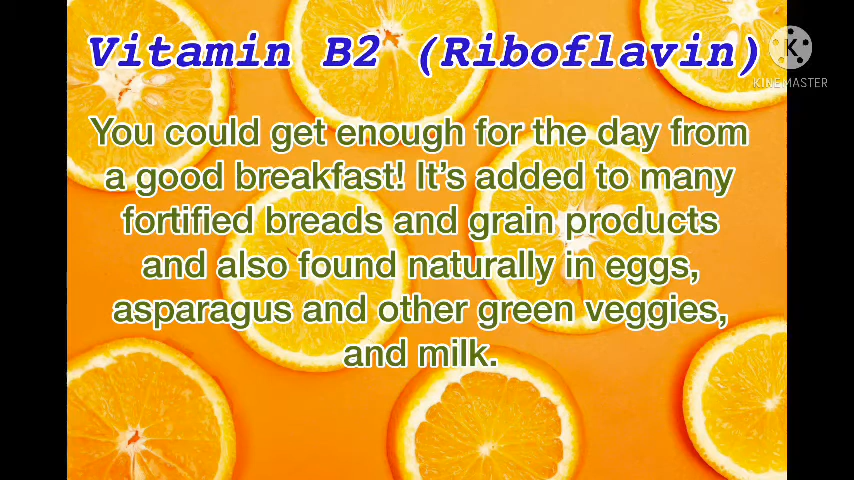 Vitamin B2 (Riboflavin)
K
KINEMASTER
You could get enough for the day from
a good breakfast! It’s added to many
fortified breads and grain products
and also found naturally in eggs,
asparagus and other green veggies,
and milk.